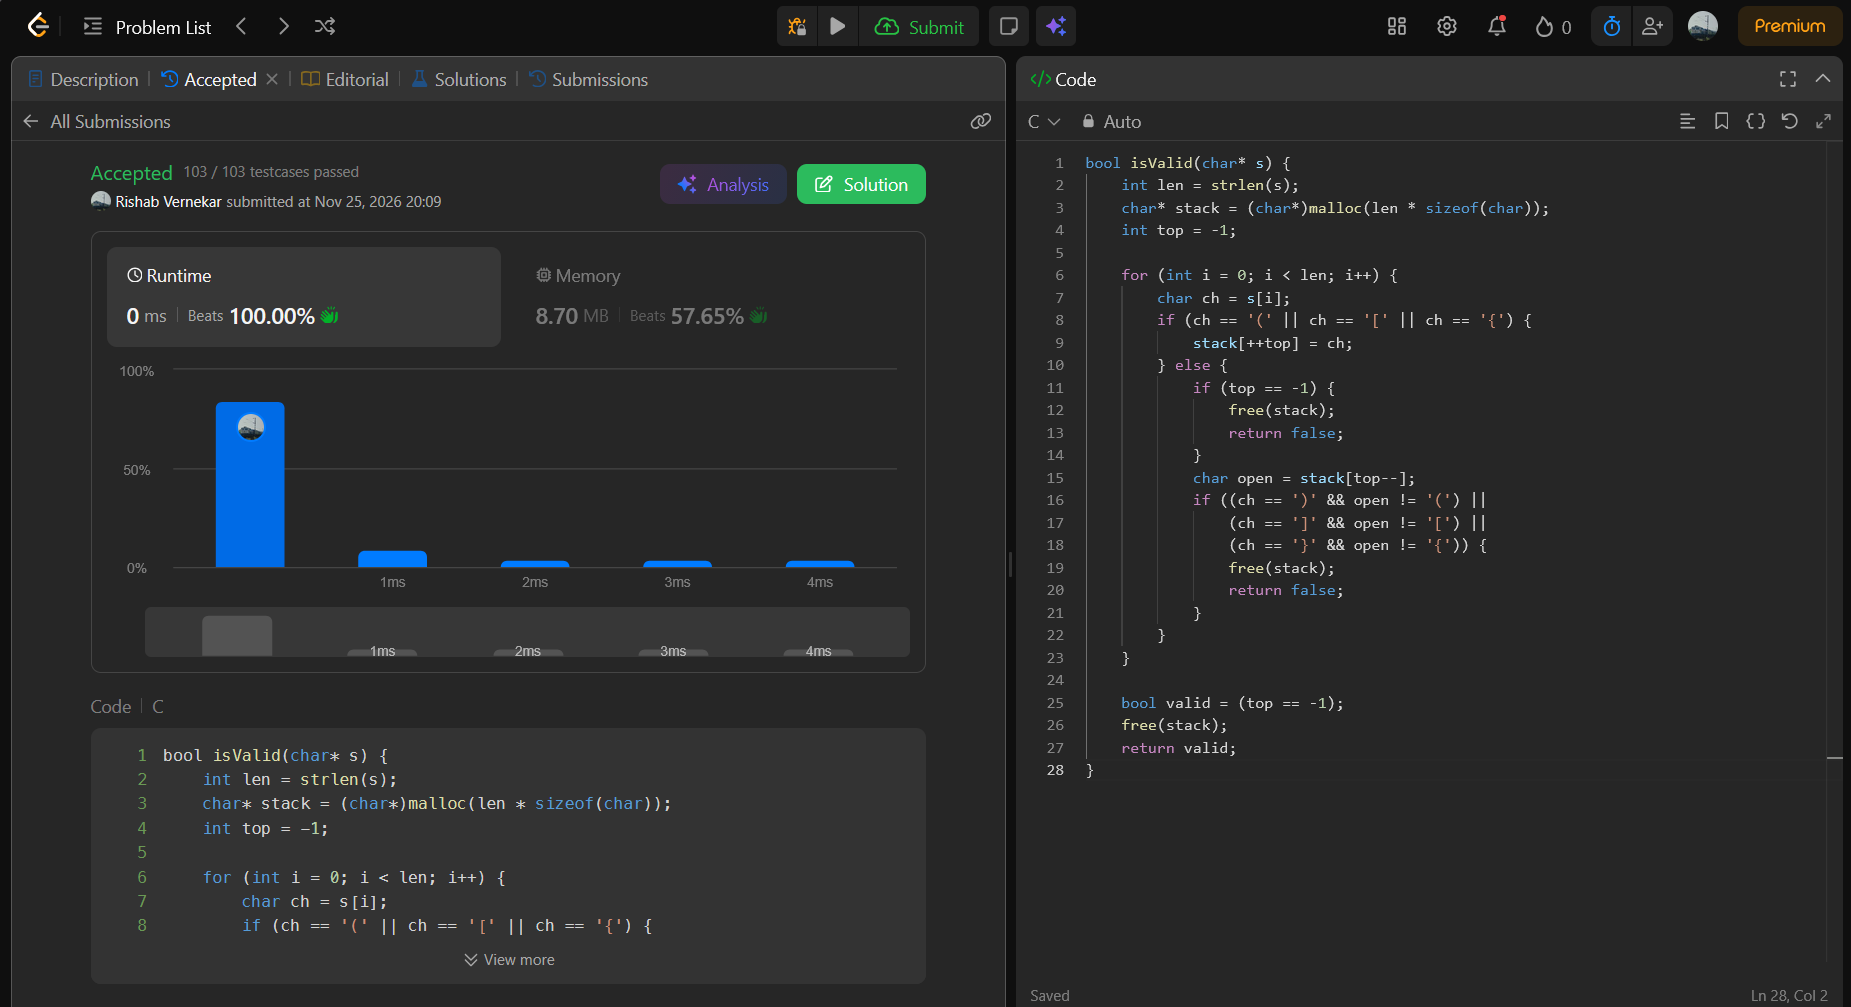 Problem List
Submit
0
Premium
Description
Accepted
Editorial
Solutions
Submissions
All Submissions
Accepted 103 / 103 testcases passed
Rishab Vernekar submitted at Nov 25, 2026 20:09
Analysis
Solution
Runtime
0 ms Beats 100.00%
Memory
8.70 MB Beats 57.65%
100%
50%
0%
1ms 2ms 3ms 4ms
1ms 2ms 3ms 4ms
Code C
1 bool isValid(char* s) {
2     int len = strlen(s);
3     char* stack = (char*)malloc(len * sizeof(char));
4     int top = -1;
5
6     for (int i = 0; i < len; i++) {
7         char ch = s[i];
8         if (ch == '(' || ch == '[' || ch == '{') {
View more
</> Code
C Auto
1 bool isValid(char* s) {
2     int len = strlen(s);
3     char* stack = (char*)malloc(len * sizeof(char));
4     int top = -1;
5
6     for (int i = 0; i < len; i++) {
7         char ch = s[i];
8         if (ch == '(' || ch == '[' || ch == '{') {
9             stack[++top] = ch;
10         } else {
11             if (top == -1) {
12                 free(stack);
13                 return false;
14             }
15             char open = stack[top--];
16             if ((ch == ')' && open != '(') ||
17                 (ch == ']' && open != '[') ||
18                 (ch == '}' && open != '{')) {
19                 free(stack);
20                 return false;
21             }
22         }
23     }
24
25     bool valid = (top == -1);
26     free(stack);
27     return valid;
28 }
Saved
Ln 28, Col 2